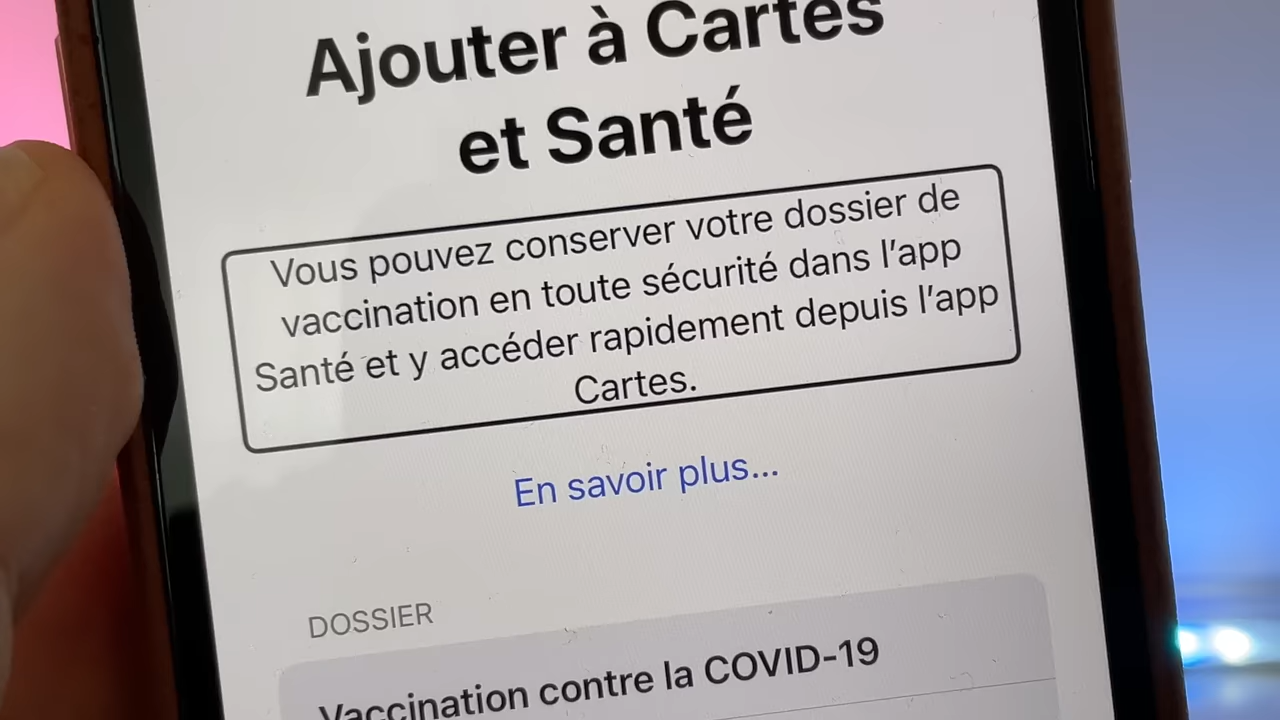 Ajouter à Cartes
et Santé
Vous pouvez conserver votre dossier de
vaccination en toute sécurité dans l'app
Santé et y accéder rapidement depuis l'app
Cartes.
En savoir plus...
DOSSIER
Vaccination contre la COVID-19